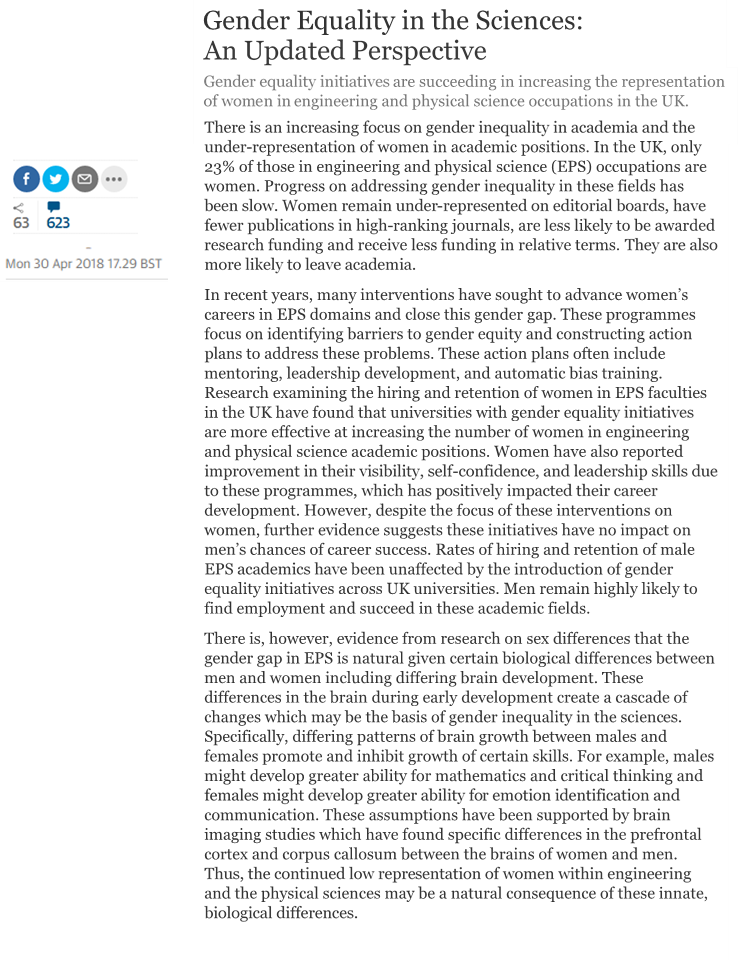 Gender Equality in the Sciences:
An Updated Perspective
Gender equality initiatives are succeeding in increasing the representation
of women in engineering and physical science occupations in the UK.
There is an increasing focus on gender inequality in academia and the
under-representation of women in academic positions. In the UK, only
23% of those in engineering and physical science (EPS) occupations are
women. Progress on addressing gender inequality in these fields has
been slow. Women remain under-represented on editorial boards, have
fewer publications in high-ranking journals, are less likely to be awarded
research funding and receive less funding in relative terms. They are also
more likely to leave academia.
f
63
623
Mon 30 Apr 2018 17.29 BST
In recent years, many interventions have sought to advance women's
careers in EPS domains and close this gender gap. These programmes
focus on identifying barriers to gender equity and constructing action
plans to address these problems. These action plans often include
mentoring, leadership development, and automatic bias training.
Research examining the hiring and retention of women in EPS faculties
in the UK have found that universities with gender equality initiatives
are more effective at increasing the number of women in engineering
and physical science academic positions. Women have also reported
improvement in their visibility, self-confidence, and leadership skills due
to these programmes, which has positively impacted their career
development. However, despite the focus of these interventions on
women, further evidence suggests these initiatives have no impact on
men's chances of career success. Rates of hiring and retention of male
EPS academics have been unaffected by the introduction of gender
equality initiatives across UK universities. Men remain highly likely to
find employment and succeed in these academic fields.
There is, however, evidence from research on sex differences that the
gender gap in EPS is natural given certain biological differences between
men and women including differing brain development. These
differences in the brain during early development create a cascade of
changes which may be the basis of gender inequality in the sciences.
Specifically, differing patterns of brain growth between males and
females promote and inhibit growth of certain skills. For example, males
might develop greater ability for mathematics and critical thinking and
females might develop greater ability for emotion identification and
communication. These assumptions have been supported by brain
imaging studies which have found specific differences in the prefrontal
cortex and corpus callosum between the brains of women and men.
Thus, the continued low representation of women within engineering
and the physical sciences may be a natural consequence of these innate,
biological differences.